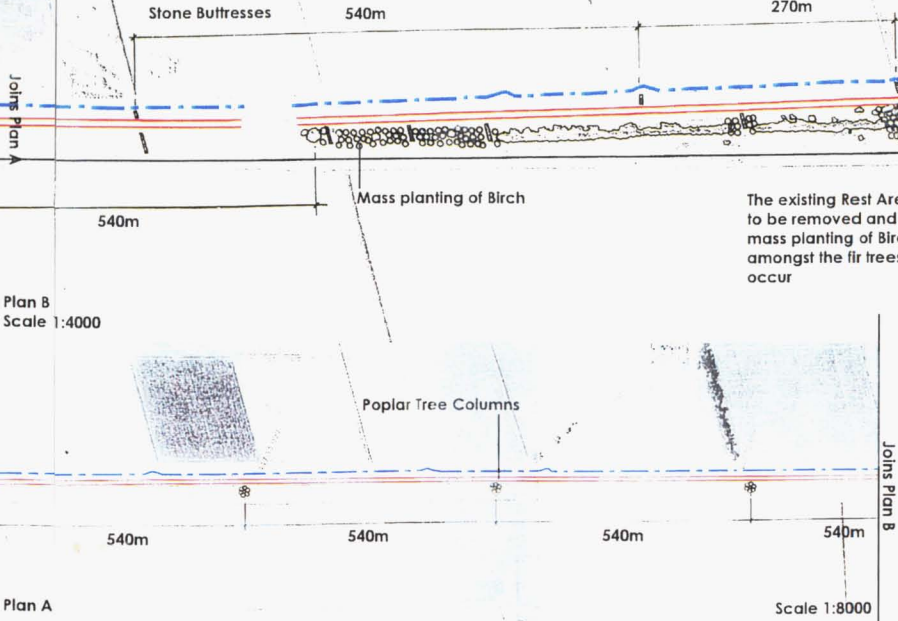 Stone Buttresses
540m
270m
Joins Plan A
Mass planting of Birch
540m
The existing Rest Are
to be removed and
mass planting of Bir
amongst the fir trees
occur
Plan B
Scale 1:4000
Poplar Tree Columns
Joins Plan B
540m
540m
540m
540m
Plan A
Scale 1:8000